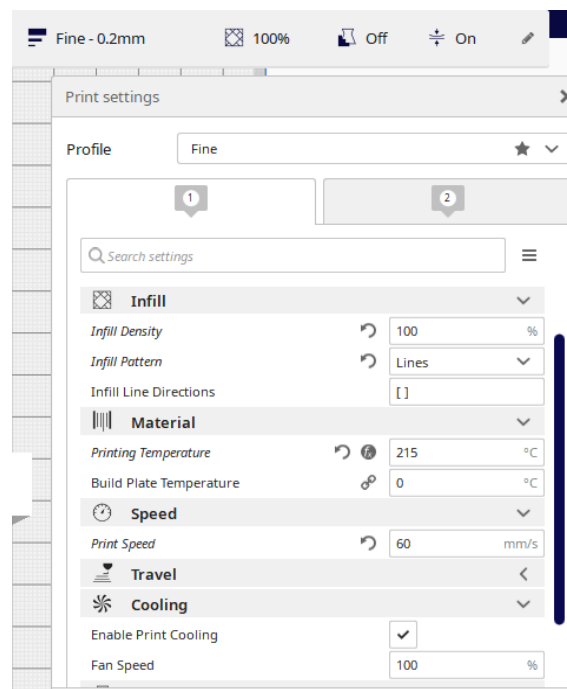 Fine - 0.2mm 100% Off On
Print settings
Profile Fine
1 2
Search settings
Infill
Infill Density 100 %
Infill Pattern Lines
Infill Line Directions [ ]
Material
Printing Temperature 215 °C
Build Plate Temperature 0 °C
Speed
Print Speed 60 mm/s
Travel
Cooling
Enable Print Cooling
Fan Speed 100 %